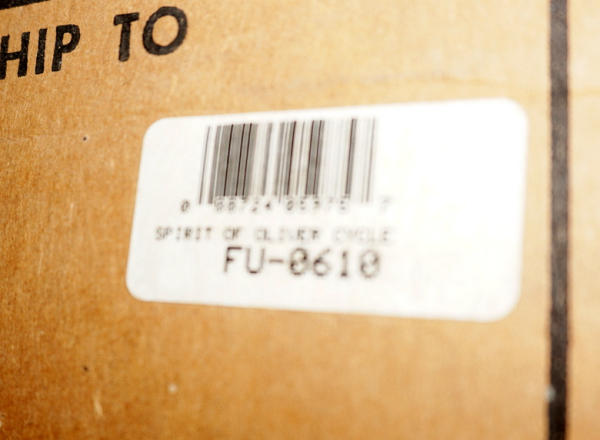 HIP TO
SPIRIT OF OLIVER CYCLE
FU-0610